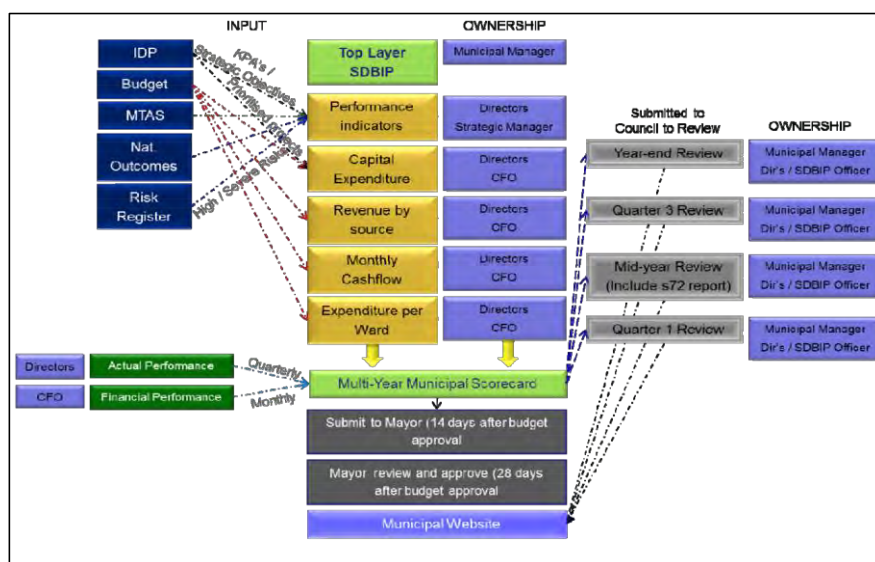 INPUT
OWNERSHIP
IDP
Budget
MTAS
Nat.
Outcomes
Risk
Register
KPA's /
Strategic Objectives
High / Severe Risks
Top Layer
SDBIP
Municipal Manager
Performance
indicators
Directors
Strategic Manager
Capital
Expenditure
Directors
CFO
Revenue by
source
Directors
CFO
Monthly
Cashflow
Directors
CFO
Expenditure per
Ward
Directors
CFO
Submitted to
Council to Review
OWNERSHIP
Year-end Review
Municipal Manager
Dir's / SDBIP Officer
Quarter 3 Review
Municipal Manager
Dir's / SDBIP Officer
Mid-year Review
(Include s72 report)
Municipal Manager
Dir's / SDBIP Officer
Quarter 1 Review
Municipal Manager
Dir's / SDBIP Officer
Directors
Actual Performance
Quarterly
CFO
Financial Performance
Monthly
Multi-Year Municipal Scorecard
Submit to Mayor (14 days after budget
approval
Mayor review and approve (28 days
after budget approval
Municipal Website